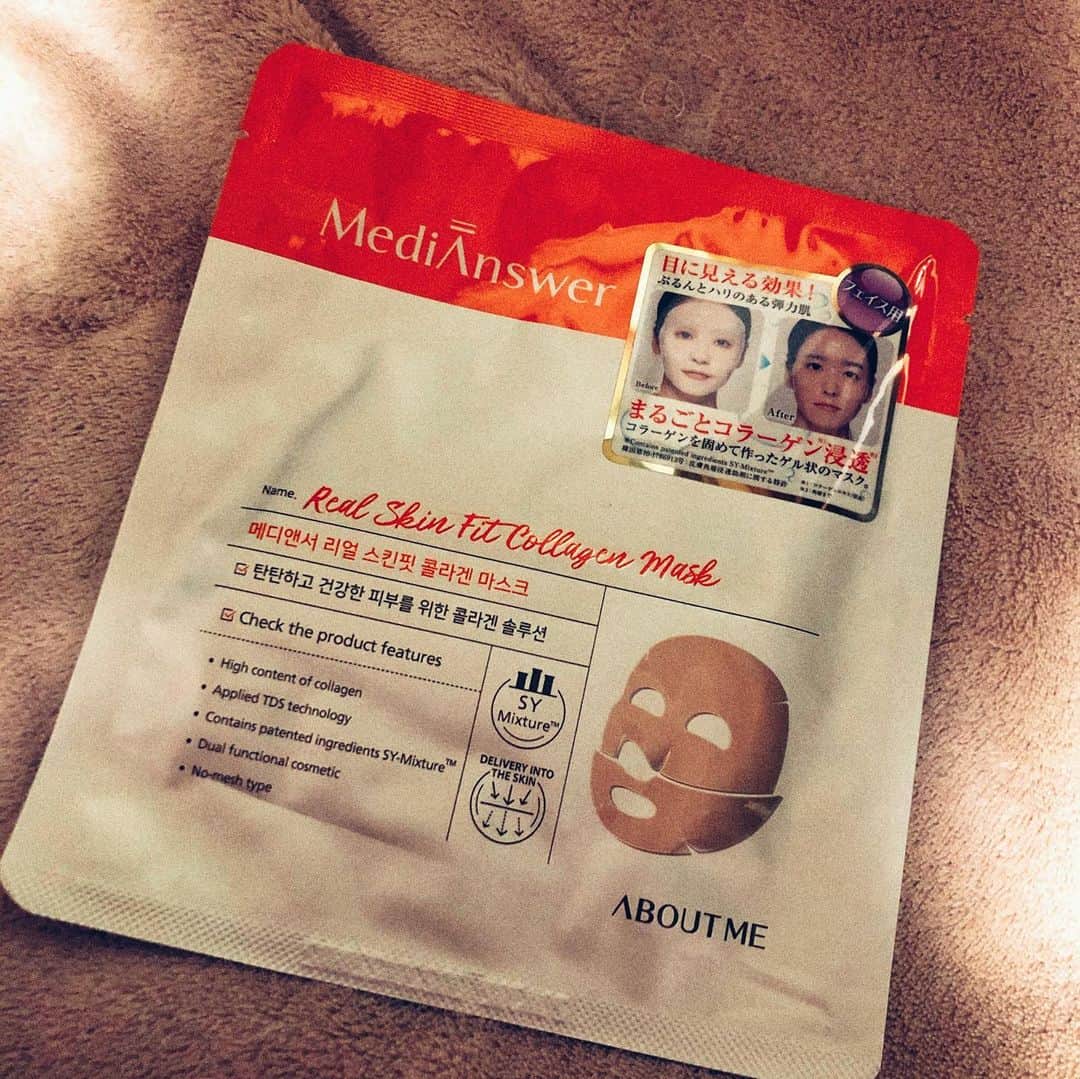 MediAnswer
目に見える効果！
ぷるんとハリのある弾力肌
フェイス用
Before
After
まるごとコラーゲン浸透
コラーゲンを固めて作ったゲル状のマスク。
※Contains patented ingredients SY-Mixture™
Name. Real Skin Fit Collagen Mask
메디앤서 리얼 스킨핏 콜라겐 마스크
탄탄하고 건강한 피부를 위한 콜라겐 솔루션
Check the product features
• High content of collagen
• Applied TDS technology
• Contains patented ingredients SY-Mixture™
• Dual functional cosmetic
• No-mesh type
SY
Mixture™
DELIVERY INTO
THE SKIN
ABOUT ME